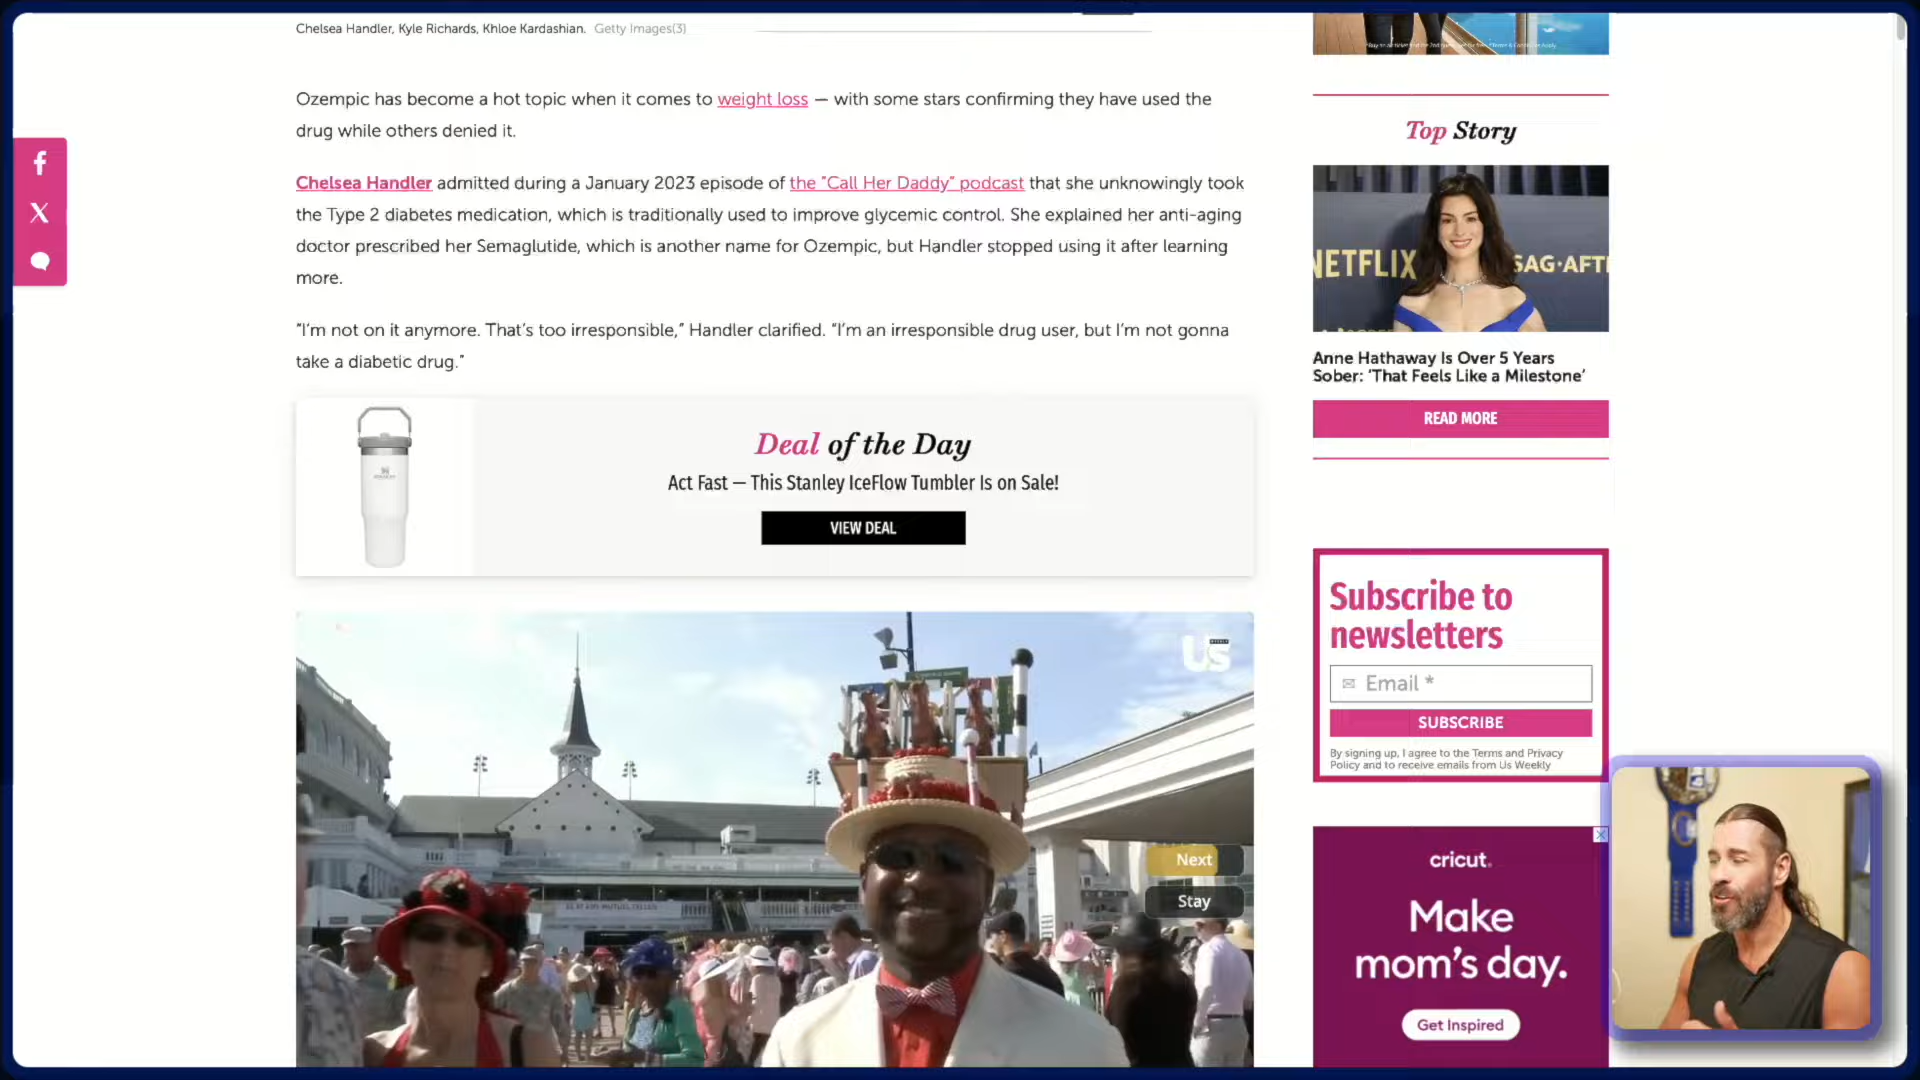 Chelsea Handler, Kyle Richards, Khloe Kardashian. Getty Images(3)
Ozempic has become a hot topic when it comes to weight loss — with some stars confirming they have used the
drug while others denied it.
Chelsea Handler admitted during a January 2023 episode of the “Call Her Daddy” podcast that she unknowingly took
the Type 2 diabetes medication, which is traditionally used to improve glycemic control. She explained her anti-aging
doctor prescribed her Semaglutide, which is another name for Ozempic, but Handler stopped using it after learning
more.
“I’m not on it anymore. That’s too irresponsible,” Handler clarified. “I’m an irresponsible drug user, but I’m not gonna
take a diabetic drug.”
Deal of the Day
Act Fast — This Stanley IceFlow Tumbler Is on Sale!
VIEW DEAL
Us
WEEKLY
Next
Stay
Top Story
NETFLIX
SAG·AFT
Anne Hathaway Is Over 5 Years
Sober: ‘That Feels Like a Milestone’
READ MORE
Subscribe to
newsletters
Email *
SUBSCRIBE
By signing up, I agree to the Terms and Privacy
Policy and to receive emails from Us Weekly
cricut.
Make
mom’s day.
Get Inspired